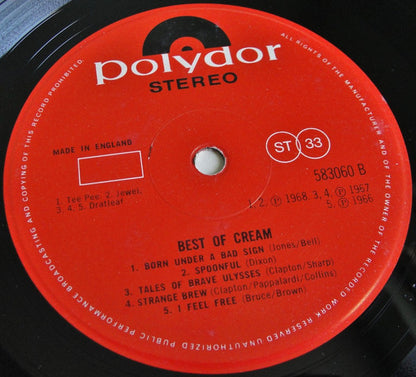 polydor
STEREO
MADE IN ENGLAND
ST 33
583060 B
1. Tee Pee: 2. Jewel.
3. 4. 5. Dratleaf
1. 2. Ⓟ 1968. 3. 4. Ⓟ 1967
5. Ⓟ 1966
BEST OF CREAM
1. BORN UNDER A BAD SIGN (Jones/Bell)
2. SPOONFUL (Dixon)
3. TALES OF BRAVE ULYSSES (Clapton/Sharp)
4. STRANGE BREW (Clapton/Pappalardi/Collins)
5. I FEEL FREE (Bruce/Brown)
ALL RIGHTS OF THE MANUFACTURER AND OF THE OWNER OF THE RECORDED WORK RESERVED UNAUTHORIZED PUBLIC PERFORMANCE BROADCASTING AND COPYING OF THIS RECORD PROHIBITED.